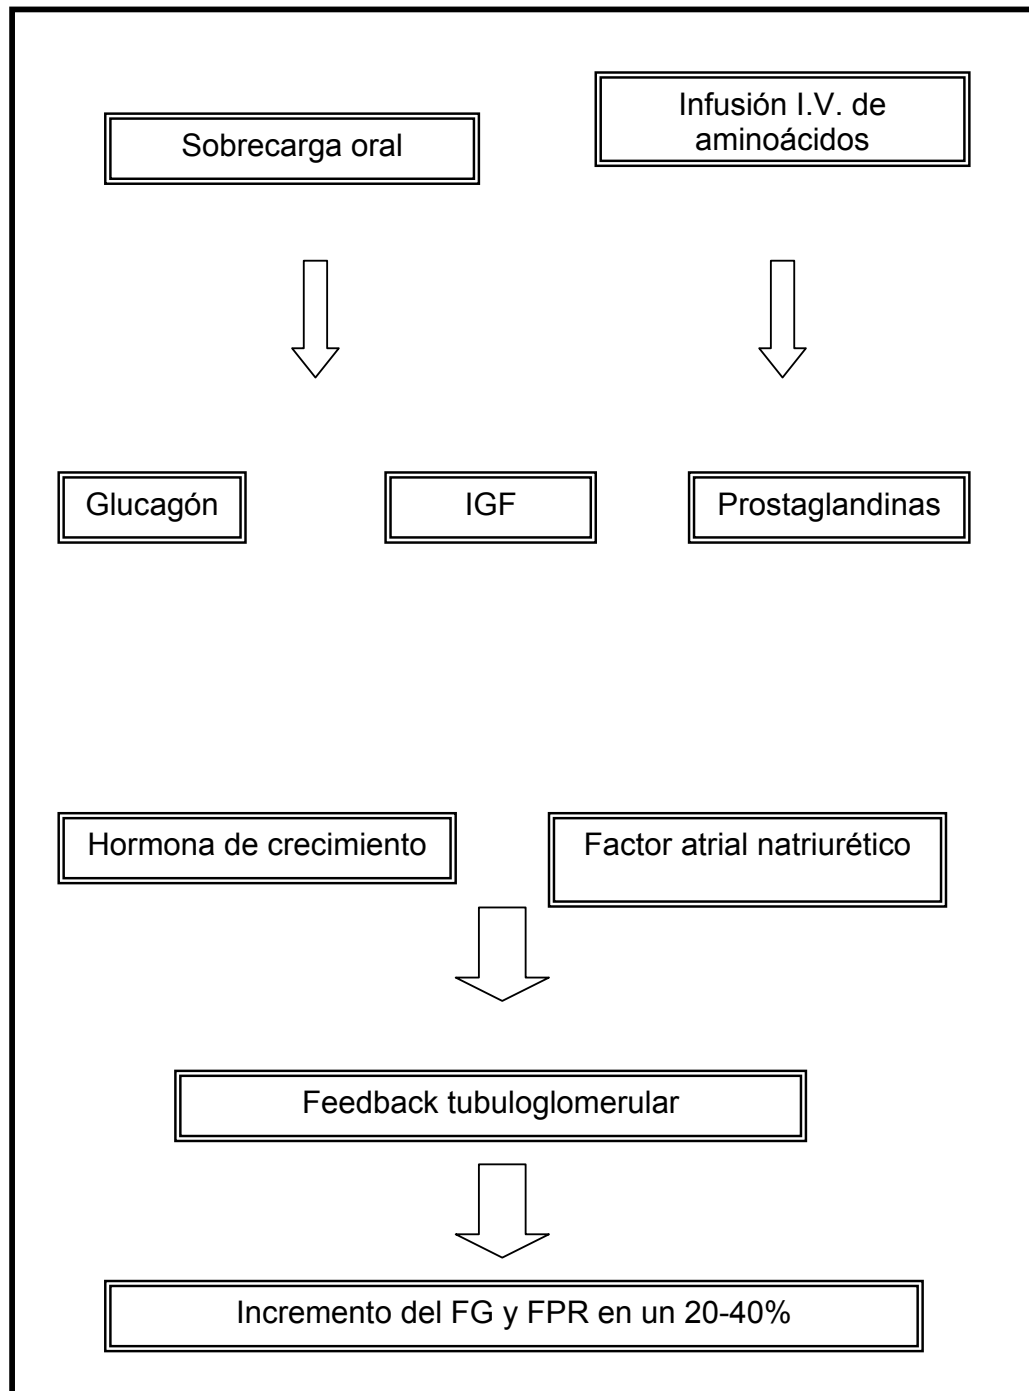 Sobrecarga oral
Infusión I.V. de
aminoácidos
Glucagón
IGF
Prostaglandinas
Hormona de crecimiento
Factor atrial natriurético
Feedback tubuloglomerular
Incremento del FG y FPR en un 20-40%